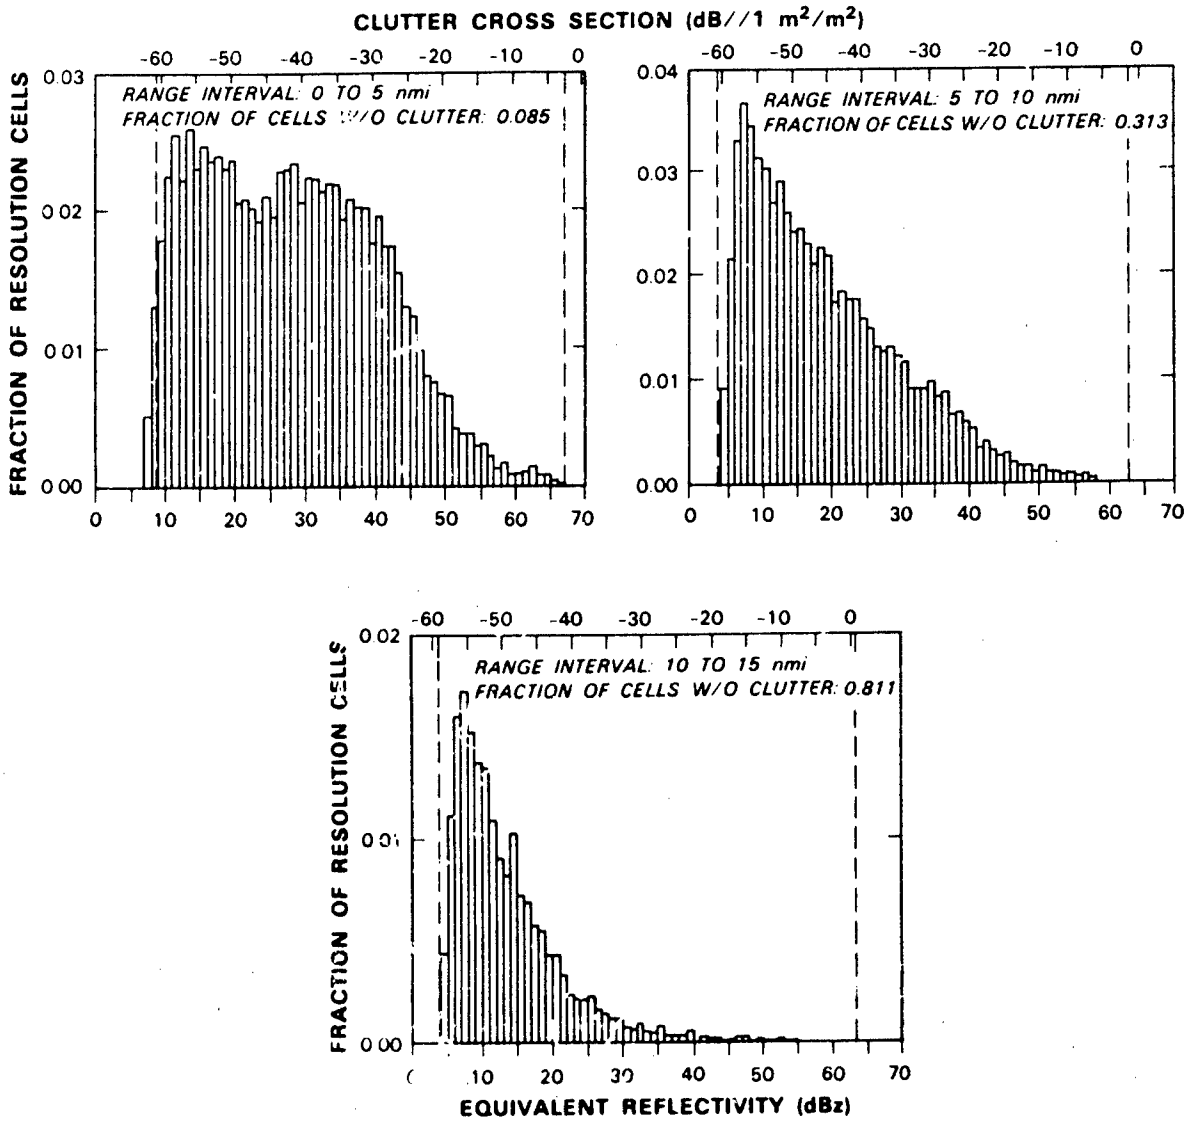 CLUTTER CROSS SECTION (dB//1 m²/m²)
-60 -50 -40 -30 -20 -10 0
FRACTION OF RESOLUTION CELLS
0.03
0.02
0.01
0.00
RANGE INTERVAL: 0 TO 5 nmi
FRACTION OF CELLS W/O CLUTTER: 0.085
0 10 20 30 40 50 60 70
-60 -50 -40 -30 -20 -10 0
0.04
0.03
0.02
0.01
0.00
RANGE INTERVAL: 5 TO 10 nmi
FRACTION OF CELLS W/O CLUTTER: 0.313
0 10 20 30 40 50 60 70
-60 -50 -40 -30 -20 -10 0
FRACTION OF RESOLUTION CELLS
0.02
0.01
0.00
RANGE INTERVAL: 10 TO 15 nmi
FRACTION OF CELLS W/O CLUTTER: 0.811
10 20 30 40 50 60 70
EQUIVALENT REFLECTIVITY (dBz)